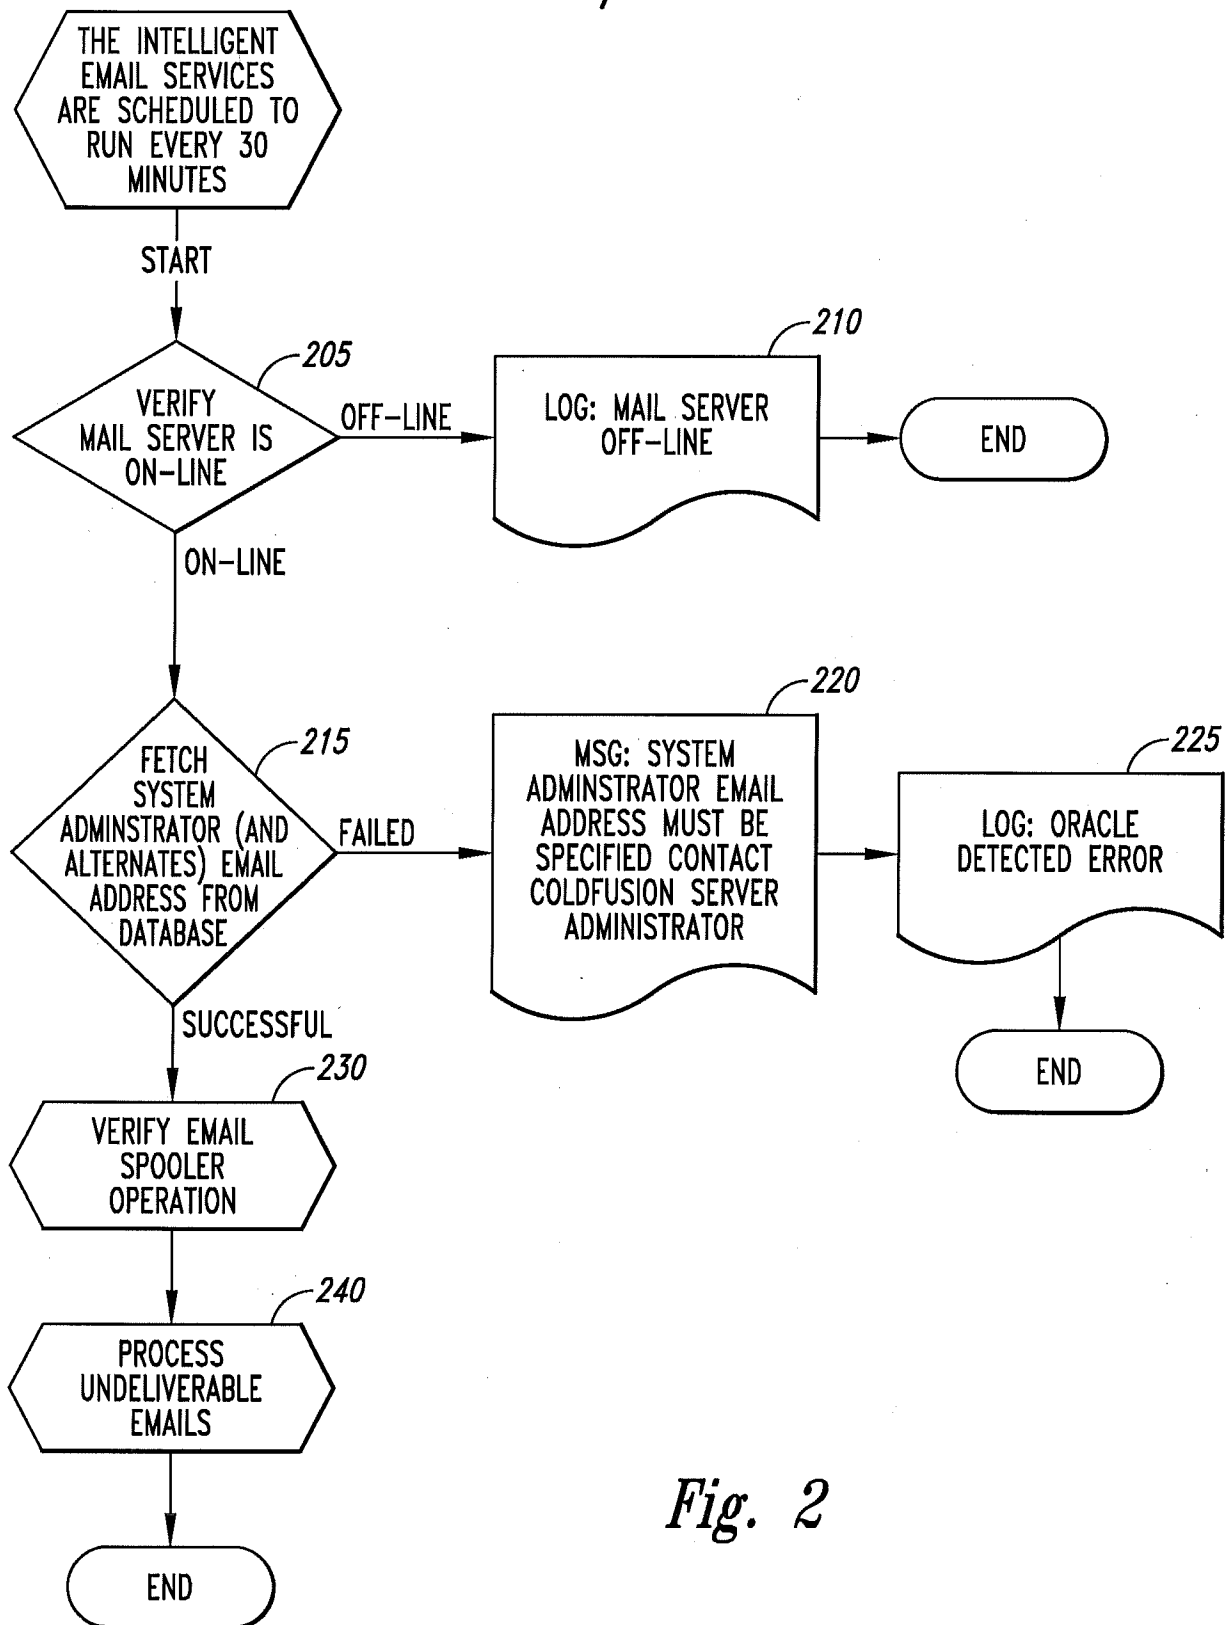 THE INTELLIGENT
EMAIL SERVICES
ARE SCHEDULED TO
RUN EVERY 30
MINUTES
START
205
VERIFY
MAIL SERVER IS
ON-LINE
OFF-LINE
210
LOG: MAIL SERVER
OFF-LINE
END
ON-LINE
215
FETCH
SYSTEM
ADMINSTRATOR (AND
ALTERNATES) EMAIL
ADDRESS FROM
DATABASE
FAILED
220
MSG: SYSTEM
ADMINSTRATOR EMAIL
ADDRESS MUST BE
SPECIFIED CONTACT
COLDFUSION SERVER
ADMINISTRATOR
225
LOG: ORACLE
DETECTED ERROR
END
SUCCESSFUL
230
VERIFY EMAIL
SPOOLER
OPERATION
240
PROCESS
UNDELIVERABLE
EMAILS
END
Fig. 2